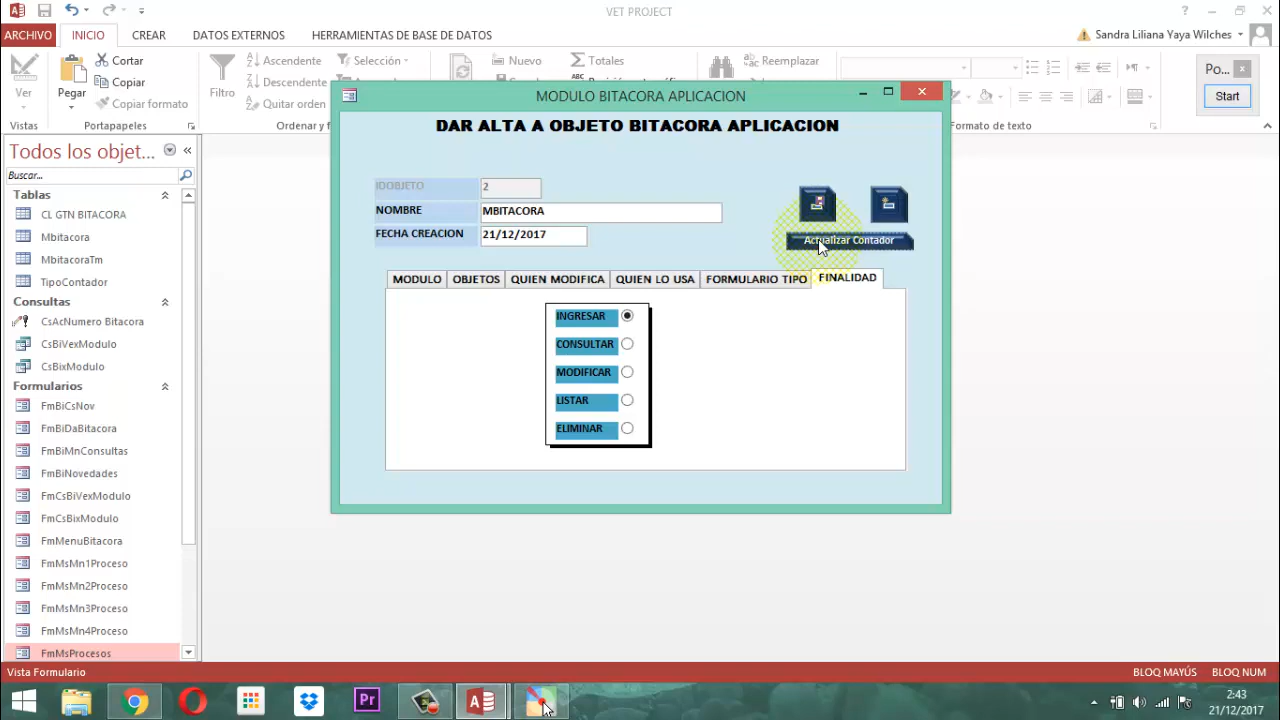 VET PROJECT
ARCHIVO INICIO CREAR DATOS EXTERNOS HERRAMIENTAS DE BASE DE DATOS Sandra Liliana Yaya Wilches
Ver
Vistas
Pegar
Cortar
Copiar
Copiar formato
Portapapeles
Filtro
Ascendente
Descendente
Quitar orden
Selección
Ordenar y f
Nuevo
Totales
Reemplazar
Formato de texto
Po...
Start
Todos los objet...
Buscar...
Tablas
CL GTN BITACORA
Mbitacora
MbitacoraTm
TipoContador
Consultas
CsAcNumero Bitacora
CsBiVexModulo
CsBixModulo
Formularios
FmBiCsNov
FmBiDaBitacora
FmBiMnConsultas
FmBiNovedades
FmCsBiVexModulo
FmCsBixModulo
FmMenuBitacora
FmMsMn1Proceso
FmMsMn2Proceso
FmMsMn3Proceso
FmMsMn4Proceso
FmMsProcesos
MODULO BITACORA APLICACION
DAR ALTA A OBJETO BITACORA APLICACION
IDOBJETO 2
NOMBRE MBITACORA
FECHA CREACION 21/12/2017
Actualizar Contador
MODULO OBJETOS QUIEN MODIFICA QUIEN LO USA FORMULARIO TIPO FINALIDAD
INGRESAR
CONSULTAR
MODIFICAR
LISTAR
ELIMINAR
Vista Formulario BLOQ MAYÚS BLOQ NUM
Pr
2:43
21/12/2017